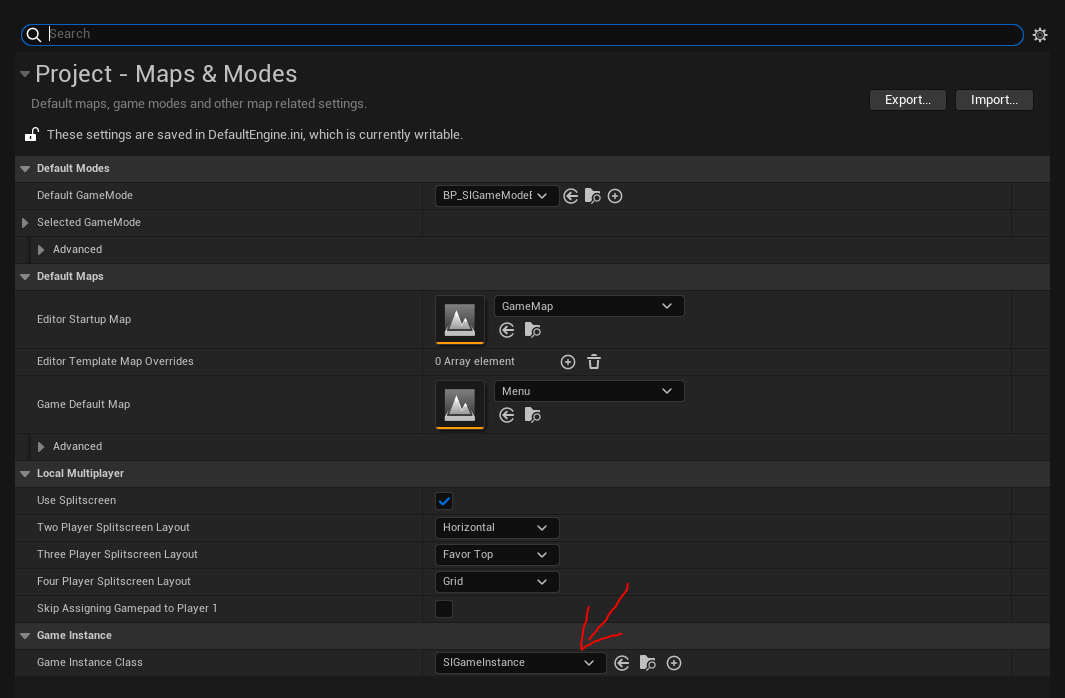 Search
Project - Maps & Modes
Default maps, game modes and other map related settings.
Export...
Import...
These settings are saved in DefaultEngine.ini, which is currently writable.
Default Modes
Default GameMode
BP_SIGameModeE
Selected GameMode
Advanced
Default Maps
Editor Startup Map
GameMap
Editor Template Map Overrides
0 Array element
Game Default Map
Menu
Advanced
Local Multiplayer
Use Splitscreen
Two Player Splitscreen Layout
Horizontal
Three Player Splitscreen Layout
Favor Top
Four Player Splitscreen Layout
Grid
Skip Assigning Gamepad to Player 1
Game Instance
Game Instance Class
SIGameInstance